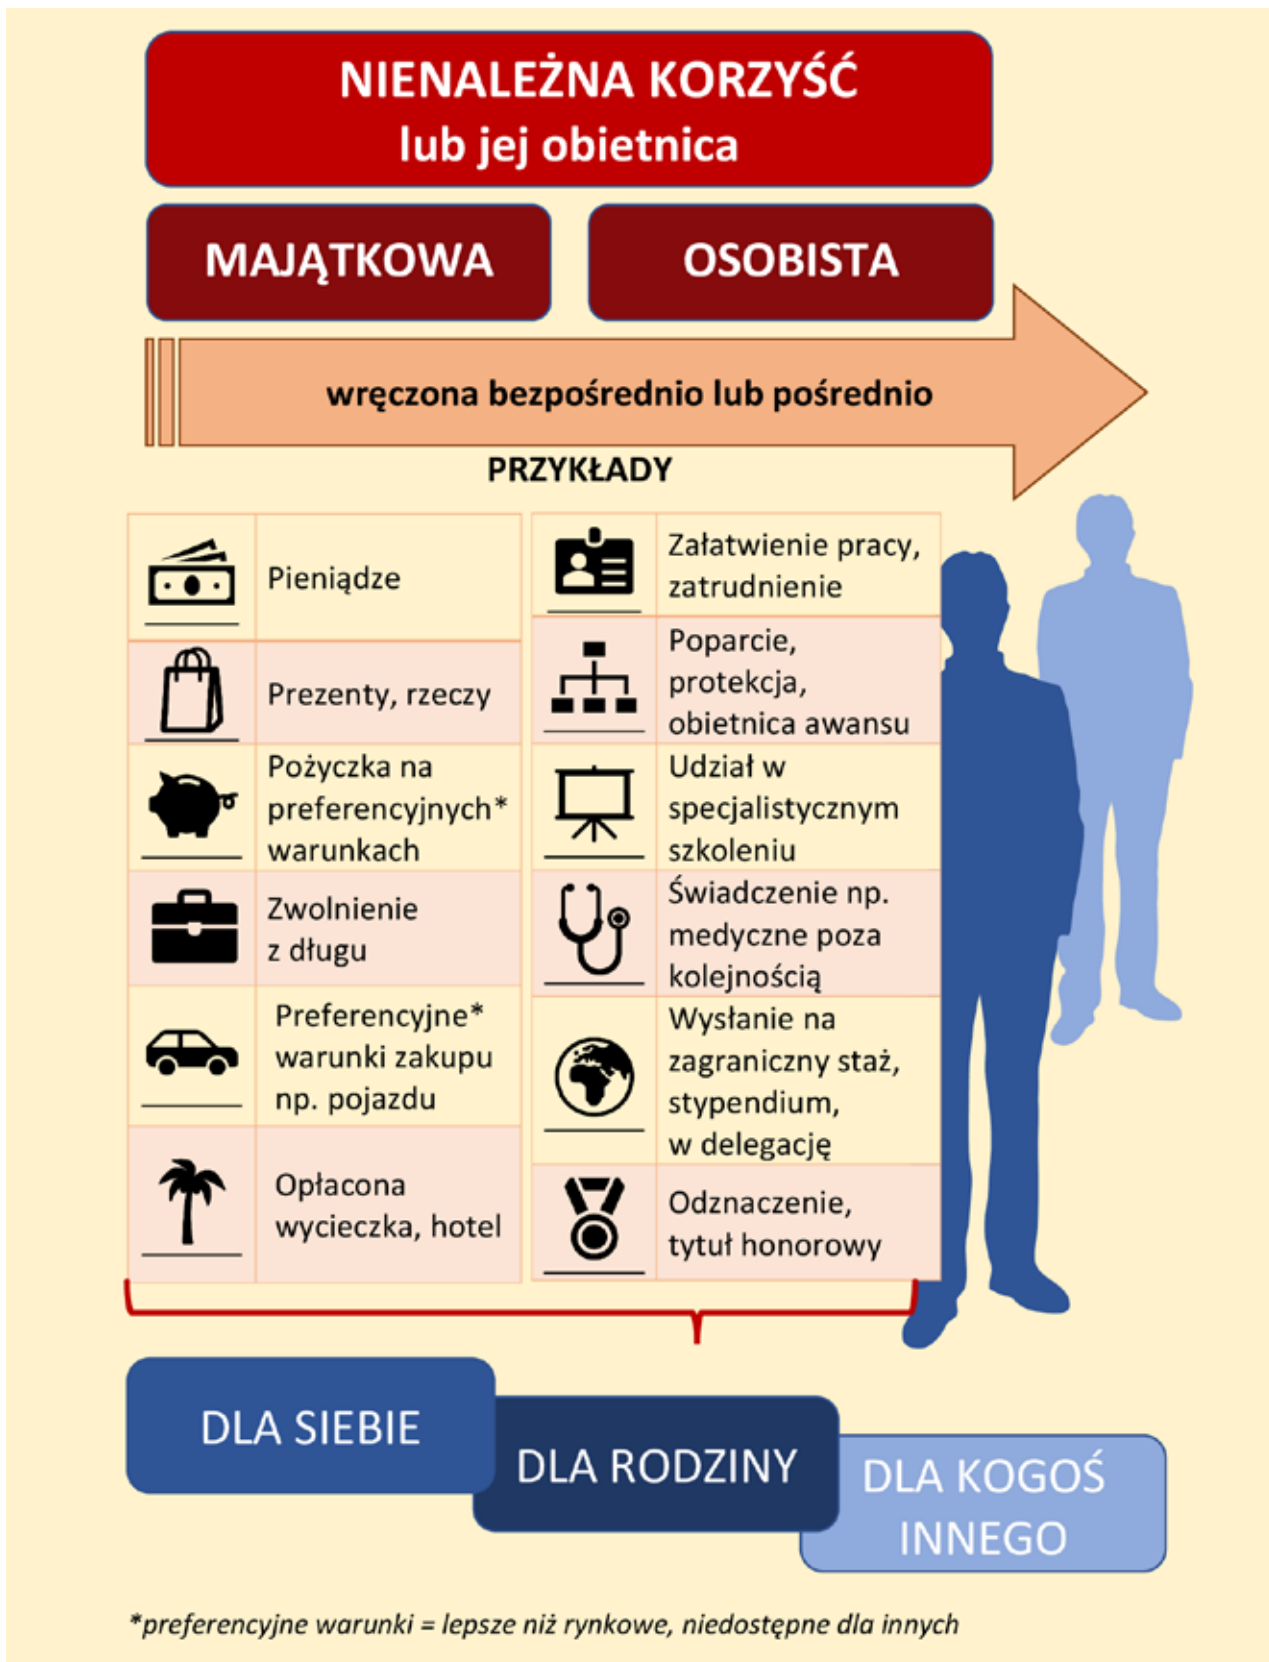 NIENALEŻNA KORZYŚĆ
lub jej obietnica
MAJĄTKOWA
OSOBISTA
wręczona bezpośrednio lub pośrednio
PRZYKŁADY
Pieniądze
Prezenty, rzeczy
Pożyczka na
preferencyjnych*
warunkach
Zwolnienie
z długu
Preferencyjne*
warunki zakupu
np. pojazdu
Opłacona
wycieczka, hotel
Załatwienie pracy,
zatrudnienie
Poparcie,
protekcja,
obietnica awansu
Udział w
specjalistycznym
szkoleniu
Świadczenie np.
medyczne poza
kolejnością
Wysłanie na
zagraniczny staż,
stypendium,
w delegację
Odznaczenie,
tytuł honorowy
DLA SIEBIE
DLA RODZINY
DLA KOGOŚ
INNEGO
*preferencyjne warunki = lepsze niż rynkowe, niedostępne dla innych